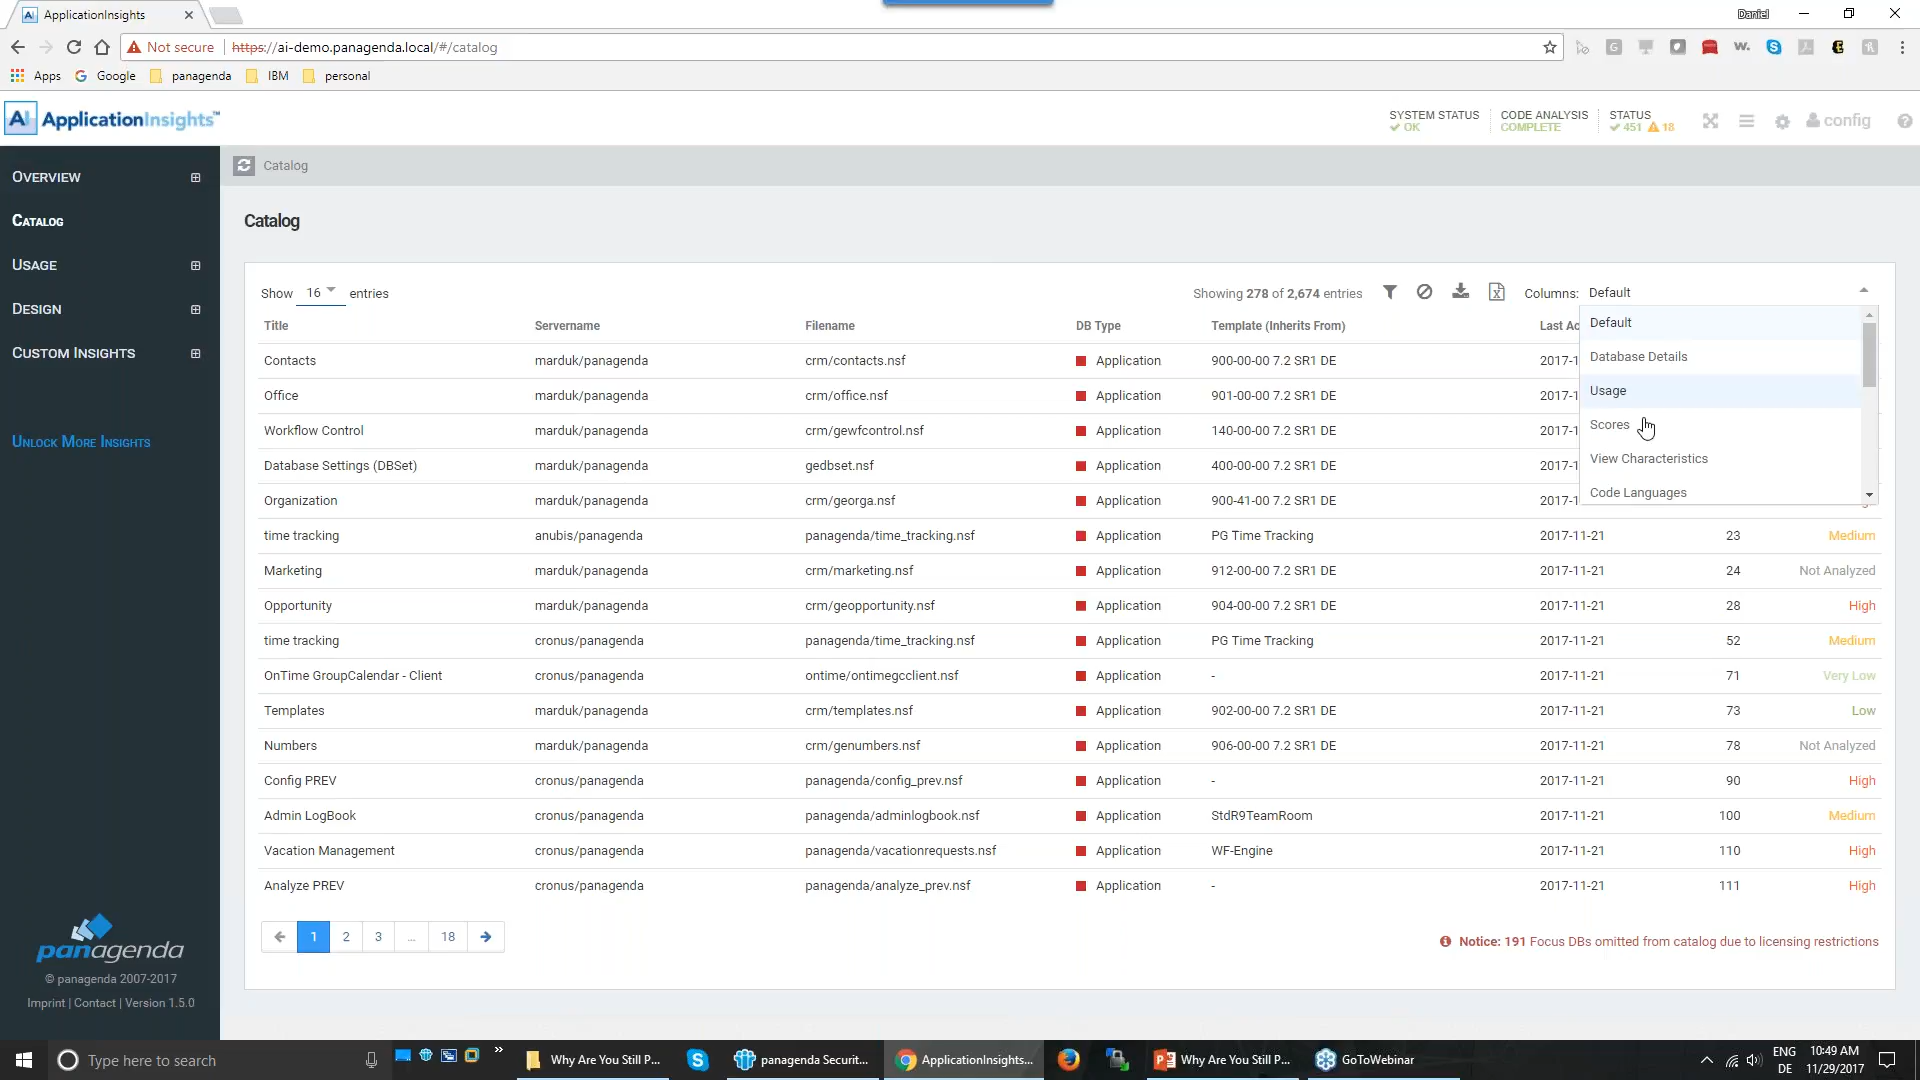 ApplicationInsights
Daniel
Not secure https://ai-demo.panagenda.local/#/catalog
Apps Google panagenda IBM personal
AI ApplicationInsights™
SYSTEM STATUS CODE ANALYSIS STATUS
OK COMPLETE 451 18
config
OVERVIEW
CATALOG
USAGE
DESIGN
CUSTOM INSIGHTS
UNLOCK MORE INSIGHTS
Catalog
Catalog
Show 16 entries Showing 278 of 2,674 entries Columns: Default
Default
Database Details
Usage
Scores
View Characteristics
Code Languages
Title Servername Filename DB Type Template (Inherits From) Last Ac
Contacts marduk/panagenda crm/contacts.nsf Application 900-00-00 7.2 SR1 DE 2017-1
Office marduk/panagenda crm/office.nsf Application 901-00-00 7.2 SR1 DE 2017-1
Workflow Control marduk/panagenda crm/gewfcontrol.nsf Application 140-00-00 7.2 SR1 DE 2017-1
Database Settings (DBSet) marduk/panagenda gedbset.nsf Application 400-00-00 7.2 SR1 DE 2017-1
Organization marduk/panagenda crm/georga.nsf Application 900-41-00 7.2 SR1 DE 2017-1
time tracking anubis/panagenda panagenda/time_tracking.nsf Application PG Time Tracking 2017-11-21 23 Medium
Marketing marduk/panagenda crm/marketing.nsf Application 912-00-00 7.2 SR1 DE 2017-11-21 24 Not Analyzed
Opportunity marduk/panagenda crm/geopportunity.nsf Application 904-00-00 7.2 SR1 DE 2017-11-21 28 High
time tracking cronus/panagenda panagenda/time_tracking.nsf Application PG Time Tracking 2017-11-21 52 Medium
OnTime GroupCalendar - Client cronus/panagenda ontime/ontimegcclient.nsf Application - 2017-11-21 71 Very Low
Templates marduk/panagenda crm/templates.nsf Application 902-00-00 7.2 SR1 DE 2017-11-21 73 Low
Numbers marduk/panagenda crm/genumbers.nsf Application 906-00-00 7.2 SR1 DE 2017-11-21 78 Not Analyzed
Config PREV cronus/panagenda panagenda/config_prev.nsf Application - 2017-11-21 90 High
Admin LogBook cronus/panagenda panagenda/adminlogbook.nsf Application StdR9TeamRoom 2017-11-21 100 Medium
Vacation Management cronus/panagenda panagenda/vacationrequests.nsf Application WF-Engine 2017-11-21 110 High
Analyze PREV cronus/panagenda panagenda/analyze_prev.nsf Application - 2017-11-21 111 High
1 2 3 ... 18
Notice: 191 Focus DBs omitted from catalog due to licensing restrictions
panagenda
© panagenda 2007-2017
Imprint | Contact | Version 1.5.0
Type here to search
Why Are You Still P... panagenda Securit... ApplicationInsights... Why Are You Still P... GoToWebinar
ENG 10:49 AM
DE 11/29/2017